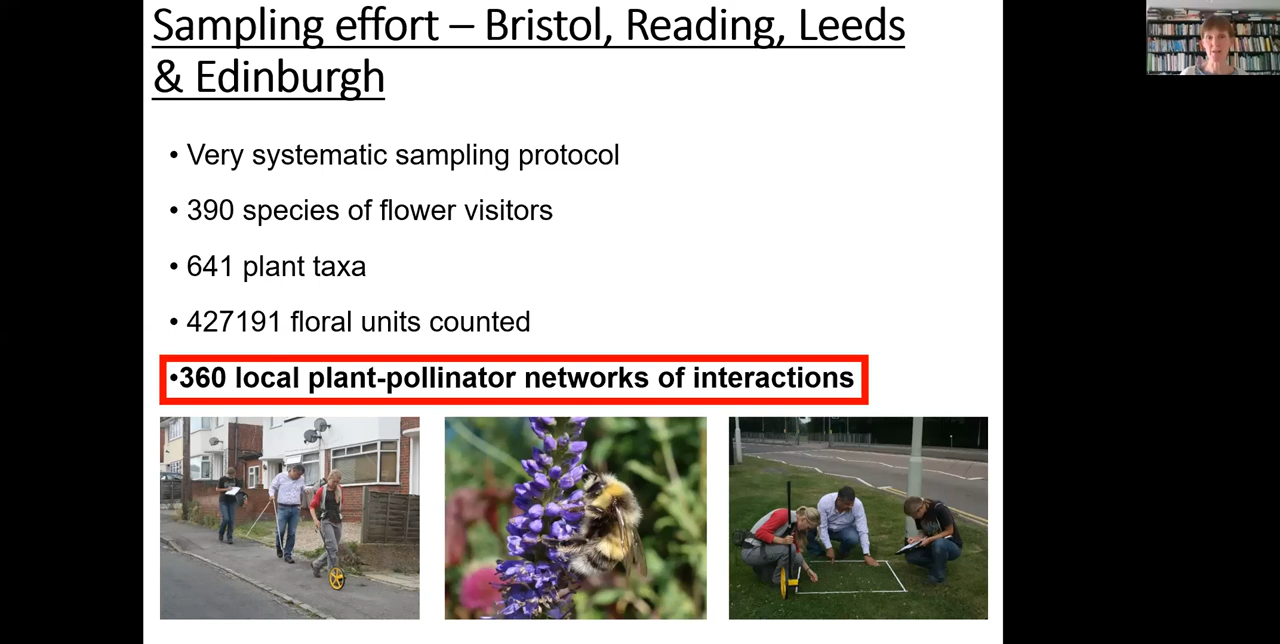 Sampling effort – Bristol, Reading, Leeds
& Edinburgh
• Very systematic sampling protocol
• 390 species of flower visitors
• 641 plant taxa
• 427191 floral units counted
•360 local plant-pollinator networks of interactions